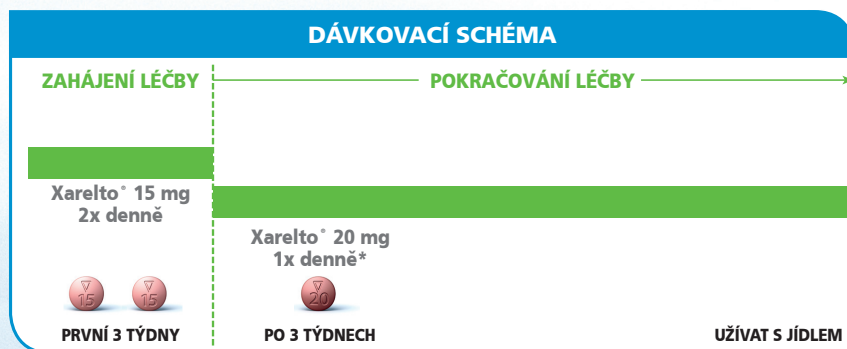 DÁVKOVACÍ SCHÉMA
ZAHÁJENÍ LÉČBY
POKRAČOVÁNÍ LÉČBY
Xarelto® 15 mg
2x denně
Xarelto® 20 mg
1x denně*
15
15
20
PRVNÍ 3 TÝDNY
PO 3 TÝDNECH
UŽÍVAT S JÍDLEM